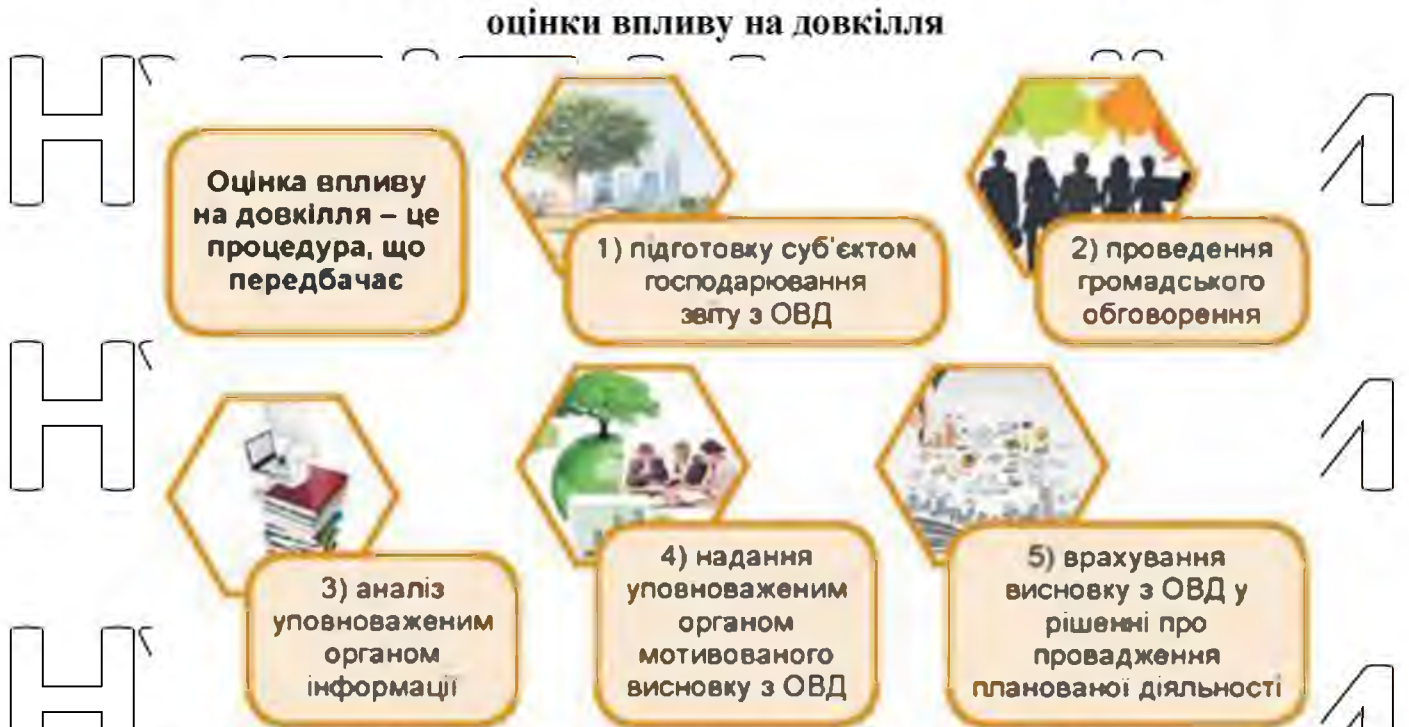 оцінки впливу на довкілля
Оцінка впливу
на довкілля – це
процедура, що
передбачає
1) підготовку суб'єктом
господарювання
звіту з ОВД
2) проведення
громадського
обговорення
3) аналіз
уповноваженим
органом
інформації
4) надання
уповноваженим
органом
мотивованого
висновку з ОВД
5) врахування
висновку з ОВД у
рішенні про
провадження
планованої діяльності